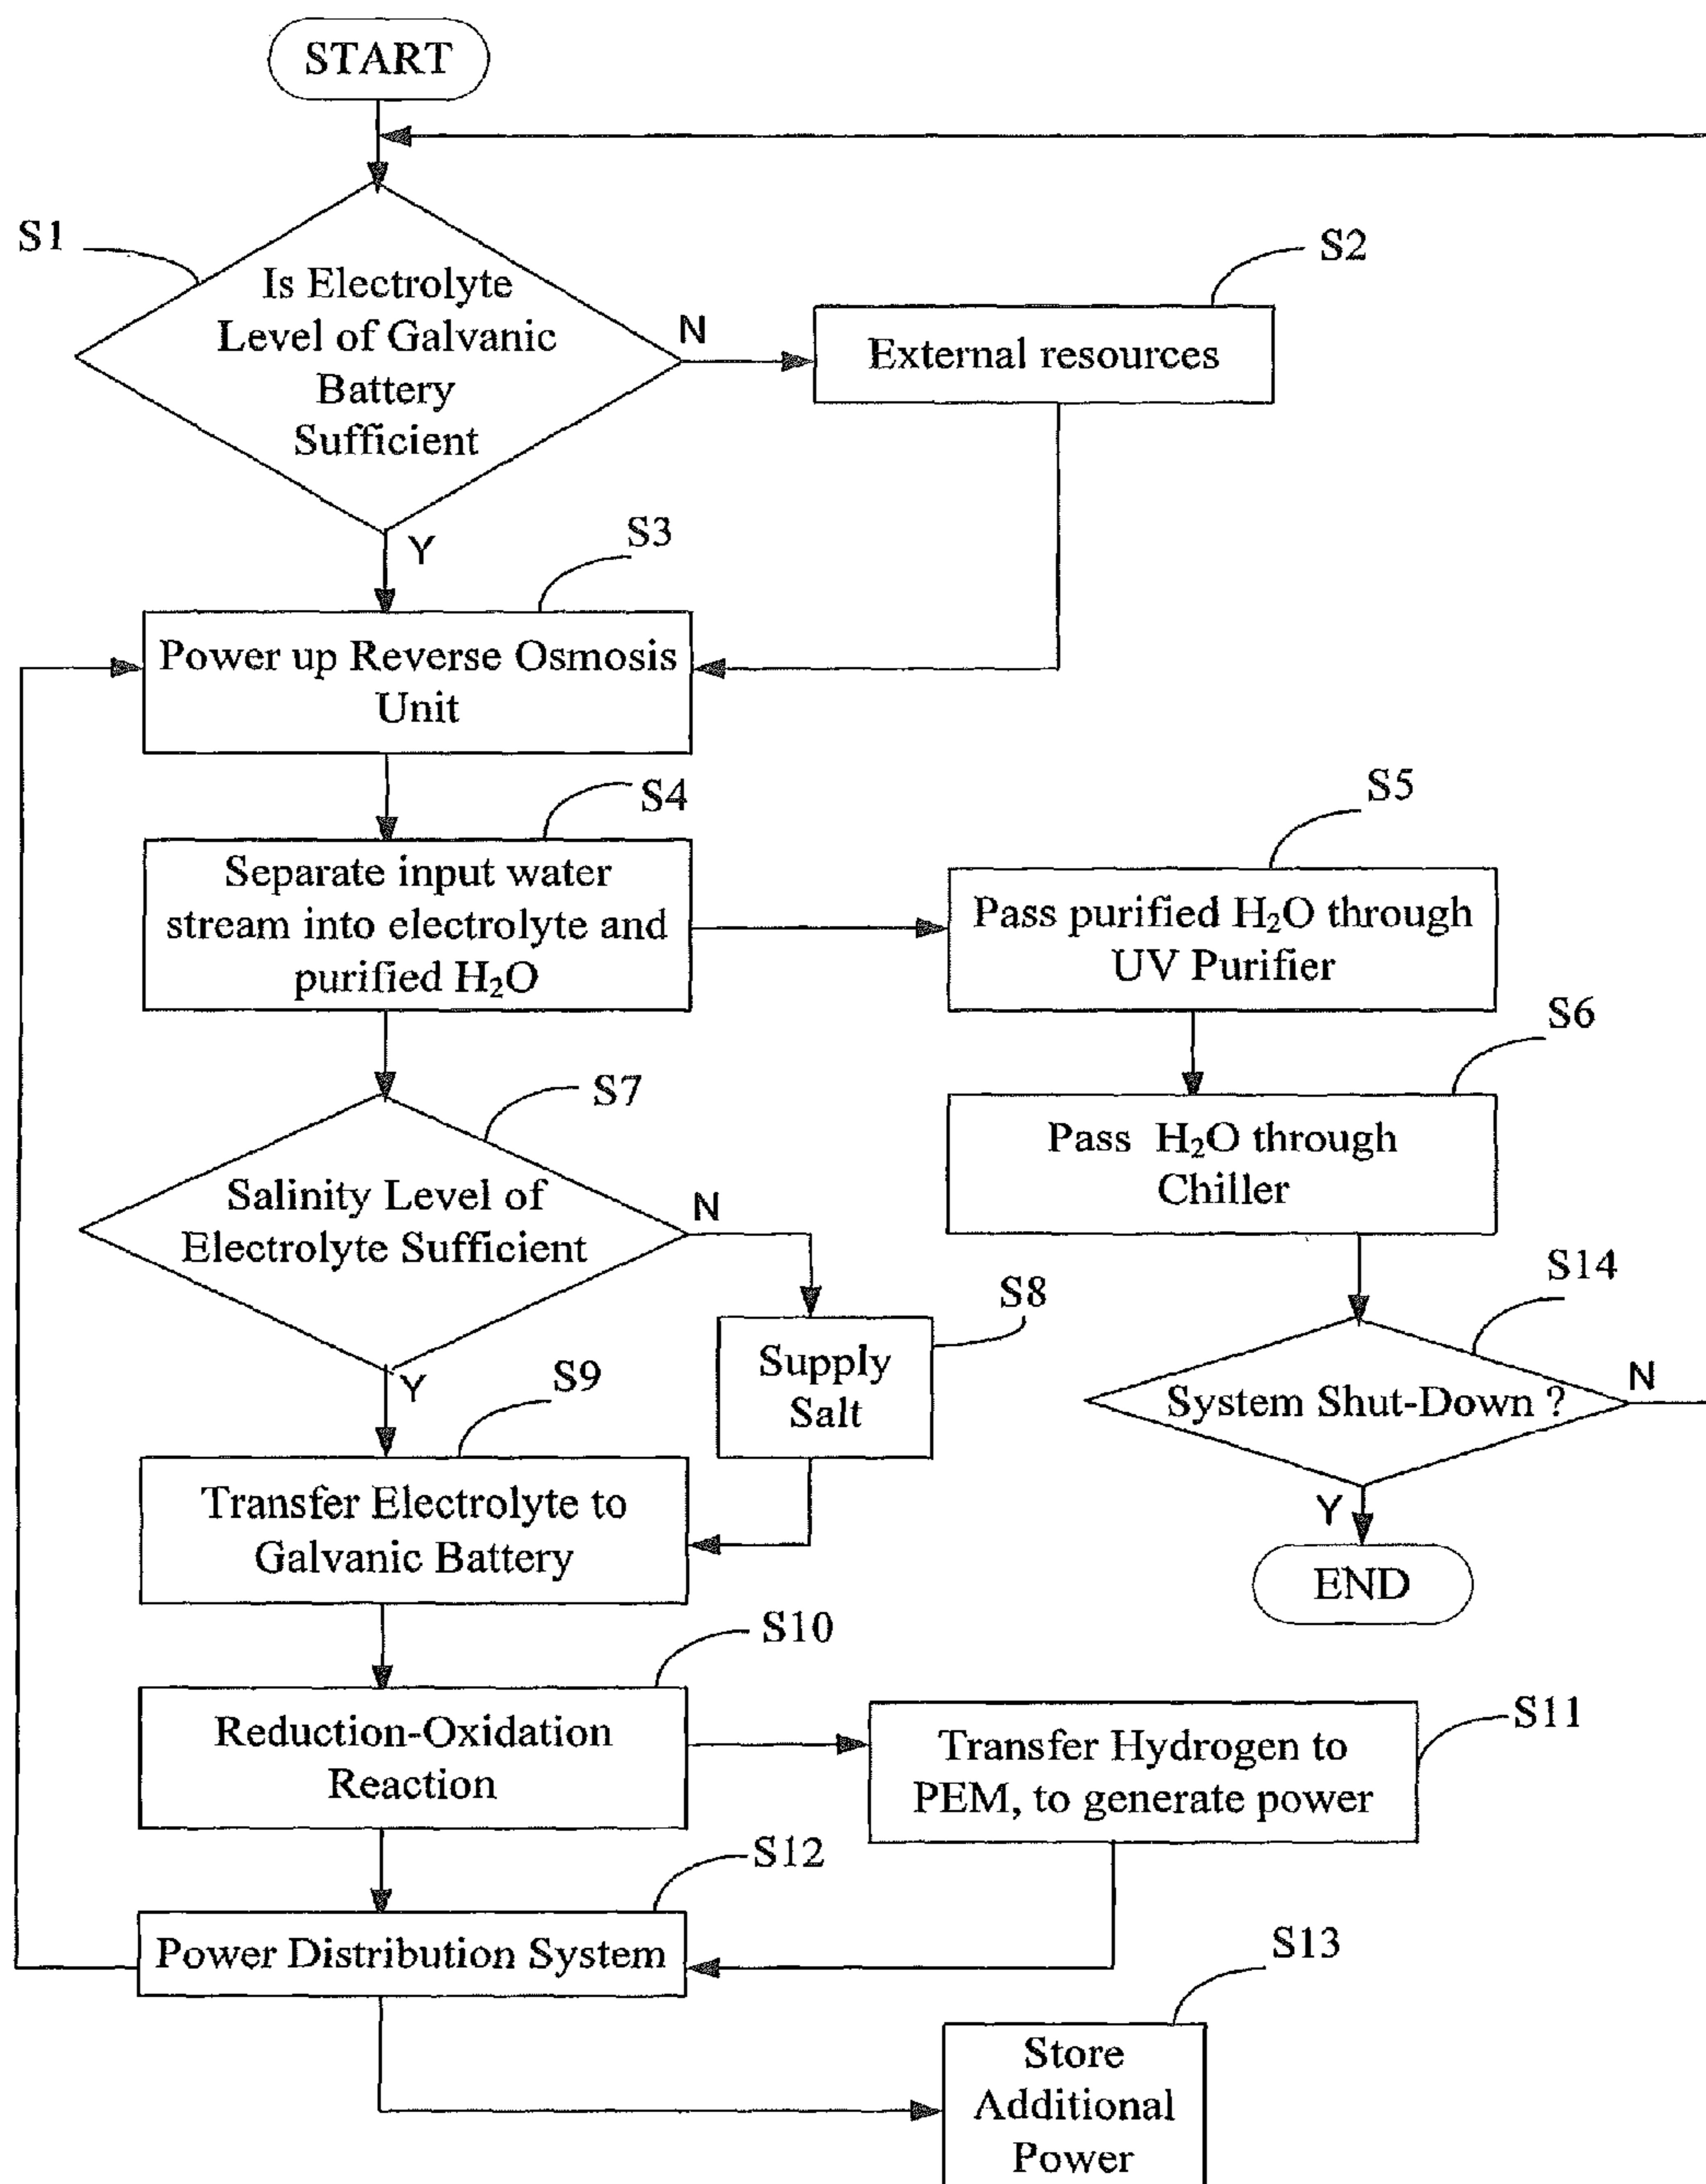 START
S1
Is Electrolyte
Level of Galvanic
Battery
Sufficient
N
S2
External resources
Y
S3
Power up Reverse Osmosis
Unit
S4
Separate input water
stream into electrolyte and
purified H₂O
S5
Pass purified H₂O through
UV Purifier
S6
Pass H₂O through
Chiller
S7
Salinity Level of
Electrolyte Sufficient
N
S8
Supply
Salt
S14
System Shut-Down ?
N
Y
END
Y
S9
Transfer Electrolyte to
Galvanic Battery
S10
Reduction-Oxidation
Reaction
S11
Transfer Hydrogen to
PEM, to generate power
S12
Power Distribution System
S13
Store
Additional
Power